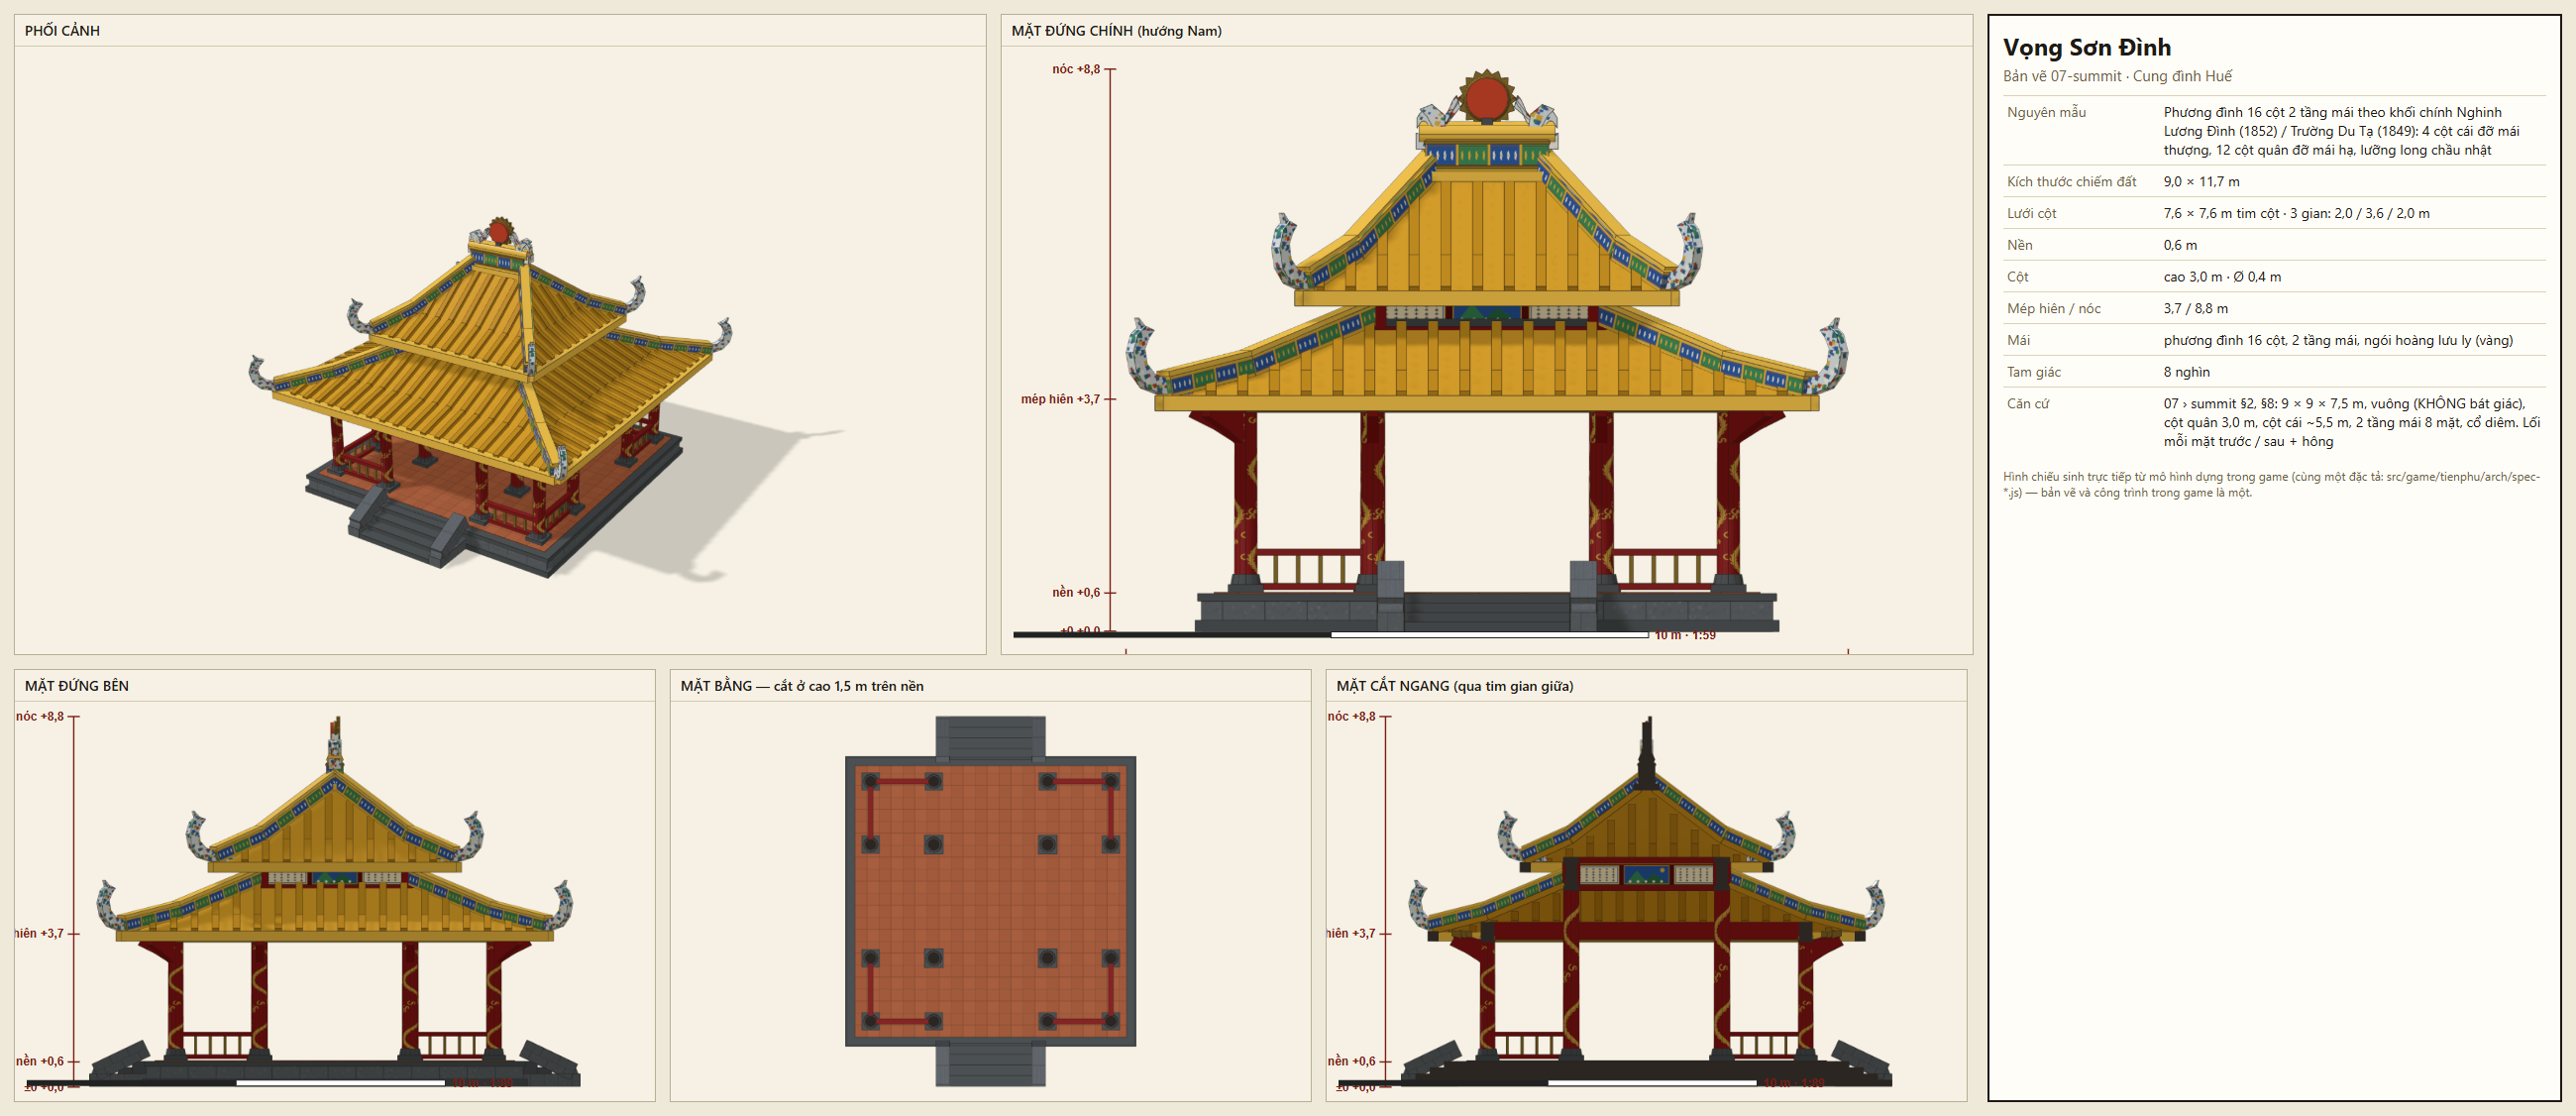 PHỐI CẢNH
MẶT ĐỨNG CHÍNH (hướng Nam)
nóc +8,8
mép hiên +3,7
nền +0,6
±0 +0,0
10 m · 1:59
Vọng Sơn Đình
Bản vẽ 07-summit · Cung đình Huế
Nguyên mẫu
Phương đình 16 cột 2 tầng mái theo khối chính Nghinh
Lương Đình (1852) / Trường Du Tạ (1849): 4 cột cái đỡ mái
thượng, 12 cột quân đỡ mái hạ, lưỡng long chầu nhật
Kích thước chiếm đất
9,0 × 11,7 m
Lưới cột
7,6 × 7,6 m tim cột · 3 gian: 2,0 / 3,6 / 2,0 m
Nền
0,6 m
Cột
cao 3,0 m · Ø 0,4 m
Mép hiên / nóc
3,7 / 8,8 m
Mái
phương đình 16 cột, 2 tầng mái, ngói hoàng lưu ly (vàng)
Tam giác
8 nghìn
Căn cứ
07 › summit §2, §8: 9 × 9 × 7,5 m, vuông (KHÔNG bát giác),
cột quân 3,0 m, cột cái ~5,5 m, 2 tầng mái 8 mặt, cổ diêm. Lối
mỗi mặt trước / sau + hông
Hình chiếu sinh trực tiếp từ mô hình dựng trong game (cùng một đặc tả: src/game/tienphu/arch/spec-
*.js) — bản vẽ và công trình trong game là một.
MẶT ĐỨNG BÊN
nóc +8,8
hiên +3,7
nền +0,6
±0 +0,0
MẶT BẰNG — cắt ở cao 1,5 m trên nền
MẶT CẮT NGANG (qua tim gian giữa)
nóc +8,8
hiên +3,7
nền +0,6
±0 +0,0